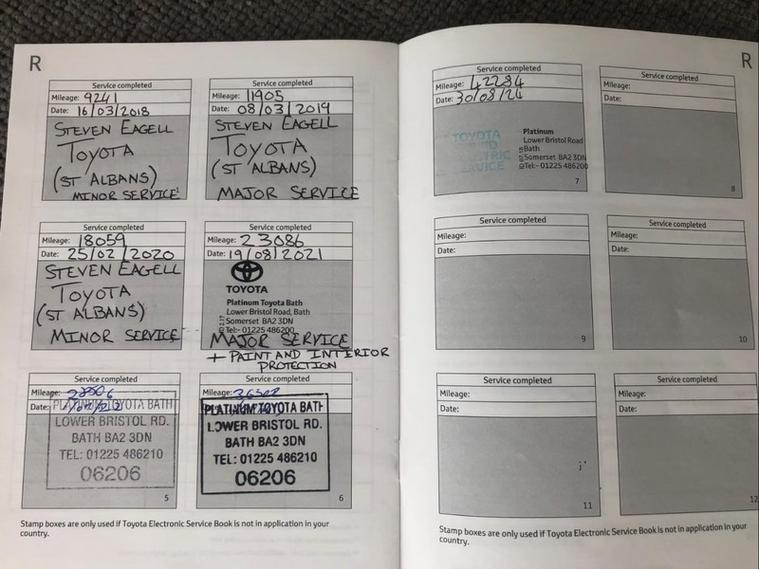 R
Service completed
Mileage: 9241
Date: 16/03/2018
STEVEN EAGELL
TOYOTA
(ST ALBANS)
MINOR SERVICE
Service completed
Mileage: 11905
Date: 08/03/2019
STEVEN EAGELL
TOYOTA
(ST ALBANS)
MAJOR SERVICE
Service completed
Mileage: 18059
Date: 25/02/2020
STEVEN EAGELL
TOYOTA
(ST ALBANS)
MINOR SERVICE
Service completed
Mileage: 23086
Date: 19/08/2021
TOYOTA
Platinum Toyota Bath
Lower Bristol Road, Bath
Somerset BA2 3DN
Tel:- 01225 486200
MAJOR SERVICE
+ PAINT AND INTERIOR
PROTECTION
Service completed
Mileage:
Date:
PLATINUM TOYOTA BATH
LOWER BRISTOL RD.
BATH BA2 3DN
TEL: 01225 486210
06206
5
Service completed
Mileage:
PLATINUM TOYOTA BATH
LOWER BRISTOL RD.
BATH BA2 3DN
TEL: 01225 486210
06206
6
Stamp boxes are only used if Toyota Electronic Service Book is not in application in your
country.
R
Service completed
Mileage: 42284
Date: 30/08/24
TOYOTA
Platinum
Lower Bristol Road
Bath
Somerset BA2 3DN
Tel:- 01225 486200
7
Service completed
Mileage:
Date:
8
Service completed
Mileage:
Date:
9
Service completed
Mileage:
Date:
10
Service completed
Mileage:
Date:
11
Service completed
Mileage:
Date:
12
Stamp boxes are only used if Toyota Electronic Service Book is not in application in your
country.